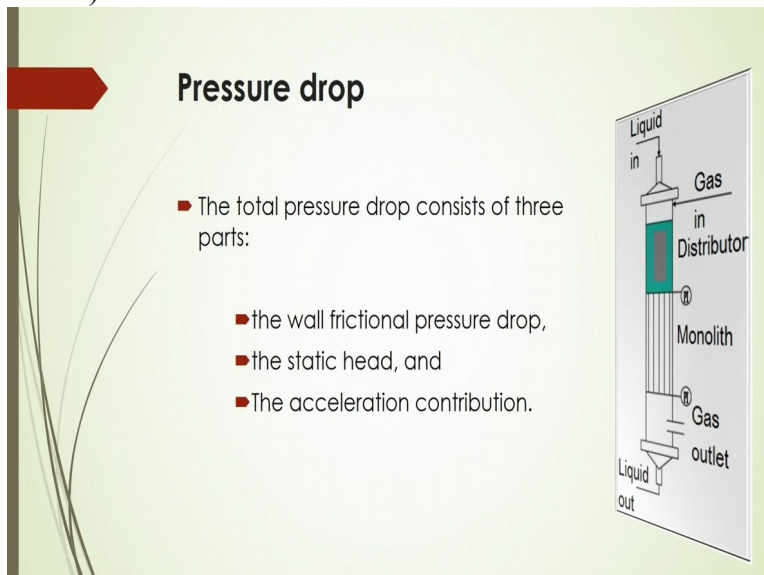 Pressure drop
The total pressure drop consists of three
parts:
the wall frictional pressure drop,
the static head, and
The acceleration contribution.
Liquid
in
Gas
in
Distributor
Monolith
Gas
outlet
Liquid
out